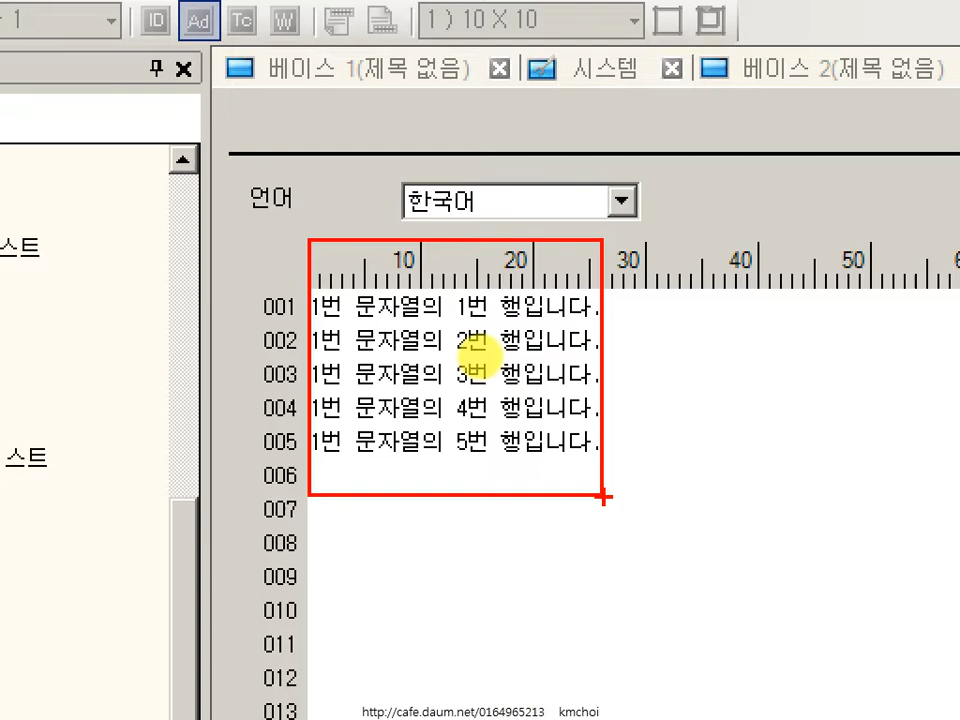 1
ID
Ad
Tc
W
1 ) 10 X 10
베이스 1(제목 없음)
시스템
베이스 2(제목 없음)
언어
한국어
스트
스트
10 20 30 40 50
001 1번 문자열의 1번 행입니다.
002 1번 문자열의 2번 행입니다.
003 1번 문자열의 3번 행입니다.
004 1번 문자열의 4번 행입니다.
005 1번 문자열의 5번 행입니다.
006
007
008
009
010
011
012
013
http://cafe.daum.net/0164965213 kmchoi